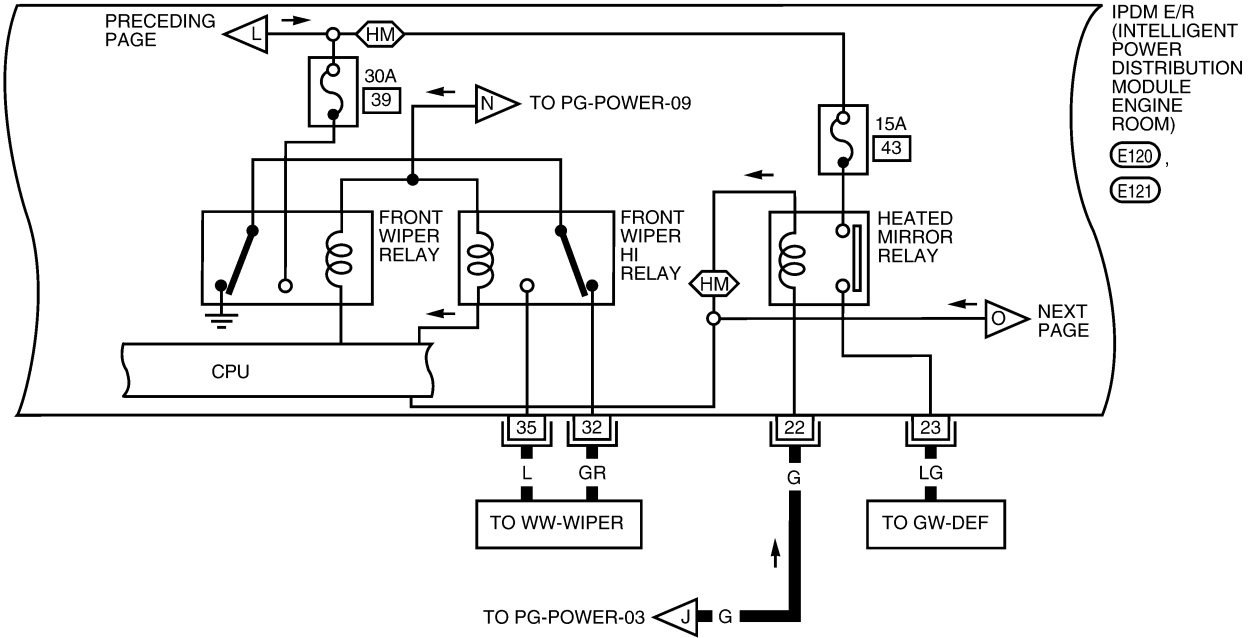 PRECEDING
PAGE
L
HM
IPDM E/R
(INTELLIGENT
POWER
DISTRIBUTION
MODULE
ENGINE
ROOM)
E120 ,
E121
30A
39
N
TO PG-POWER-09
15A
43
FRONT
WIPER
RELAY
FRONT
WIPER
HI
RELAY
HEATED
MIRROR
RELAY
HM
O
NEXT
PAGE
CPU
35
32
22
23
L
GR
G
LG
TO WW-WIPER
TO GW-DEF
TO PG-POWER-03
J
G